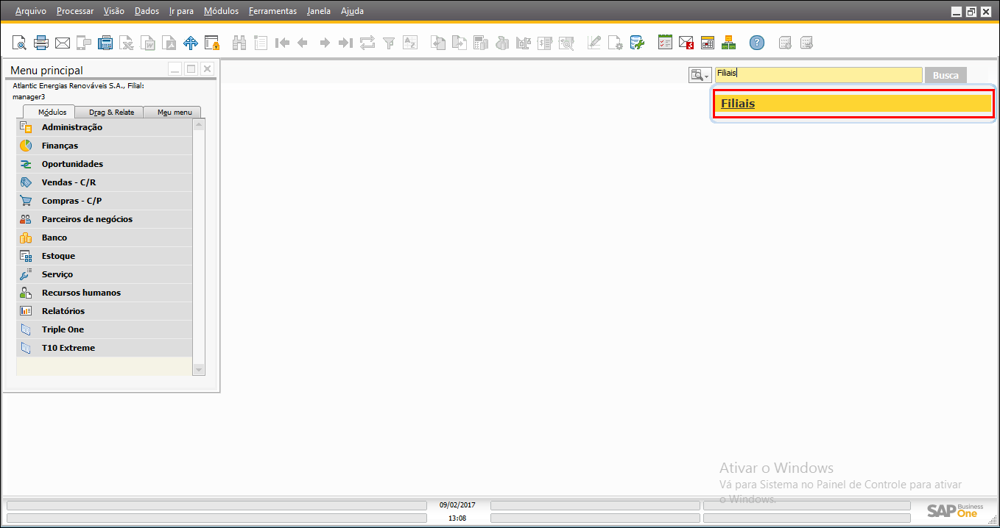 Arquivo Processar Visão Dados Ir para Módulos Ferramentas Janela Ajuda
Menu principal
Filiais
Busca
Filiais
Atlantic Energias Renováveis S.A., Filial:
manager3
Módulos Drag & Relate Meu menu
Administração
Finanças
Oportunidades
Vendas - C/R
Compras - C/P
Parceiros de negócios
Banco
Estoque
Serviço
Recursos humanos
Relatórios
Triple One
T10 Extreme
Ativar o Windows
Vá para Sistema no Painel de Controle para ativar
o Windows.
09/02/2017
13:08
SAP Business One